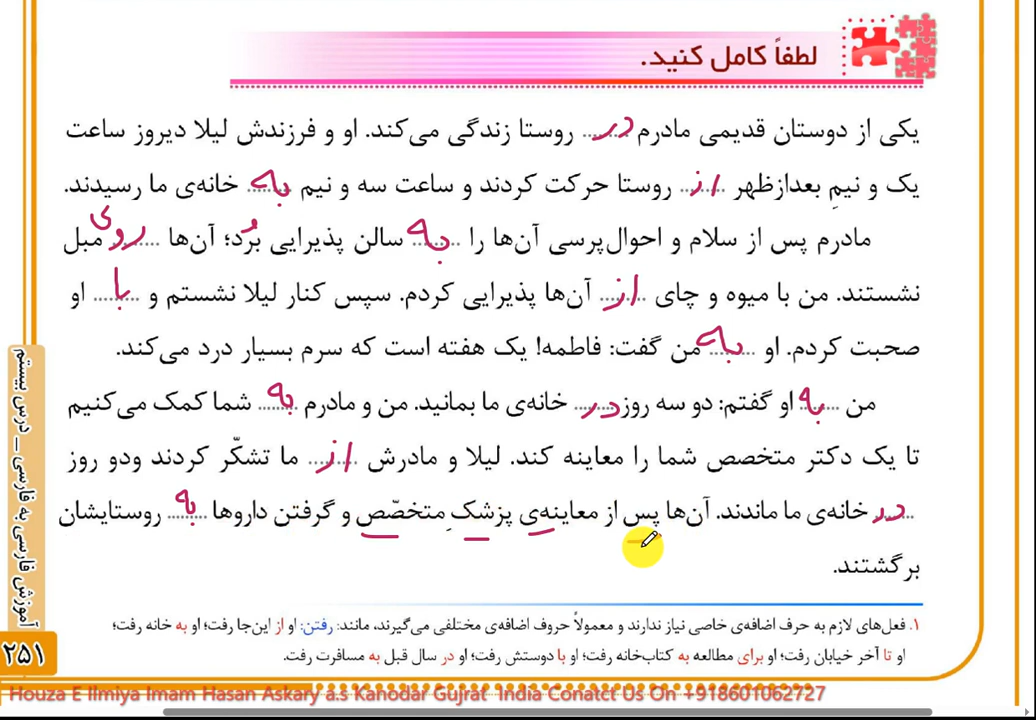 لطفاً کامل کنید.
یکی از دوستان قدیمی مادرم در روستا زندگی می‌کند. او و فرزندش لیلا دیروز ساعت
یک و نیمِ بعدازظهر از روستا حرکت کردند و ساعت سه و نیم به خانه‌ی ما رسیدند.
مادرم پس از سلام و احوال‌پرسی آن‌ها را به سالن پذیرایی بُرد؛ آن‌ها روی مبل
نشستند. من با میوه و چای از آن‌ها پذیرایی کردم. سپس کنار لیلا نشستم و با او
صحبت کردم. او به من گفت: فاطمه! یک هفته است که سرم بسیار درد می‌کند.
من به او گفتم: دو سه روز در خانه‌ی ما بمانید. من و مادرم به شما کمک می‌کنیم
تا یک دکتر متخصص شما را معاینه کند. لیلا و مادرش از ما تشکّر کردند ودو روز
در خانه‌ی ما ماندند. آن‌ها پس از معاینه‌ی پزشکِ متخصّص و گرفتن داروها به روستایشان
برگشتند.
۱. فعل‌های لازم به حرف اضافه‌ی خاصی نیاز ندارند و معمولاً حروف اضافه‌ی مختلفی می‌گیرند، مانند: رفتن: او از این‌جا رفت؛ او به خانه رفت؛
او تا آخر خیابان رفت؛ او برای مطالعه به کتاب‌خانه رفت؛ او با دوستش رفت؛ او در سال قبل به مسافرت رفت.
آموزش فارسی به فارسی ـ درس بیستم
۲۵۱
Houza E Ilmiya Imam Hasan Askary a.s Kanodar Gujrat India Conatct Us On +918601062727